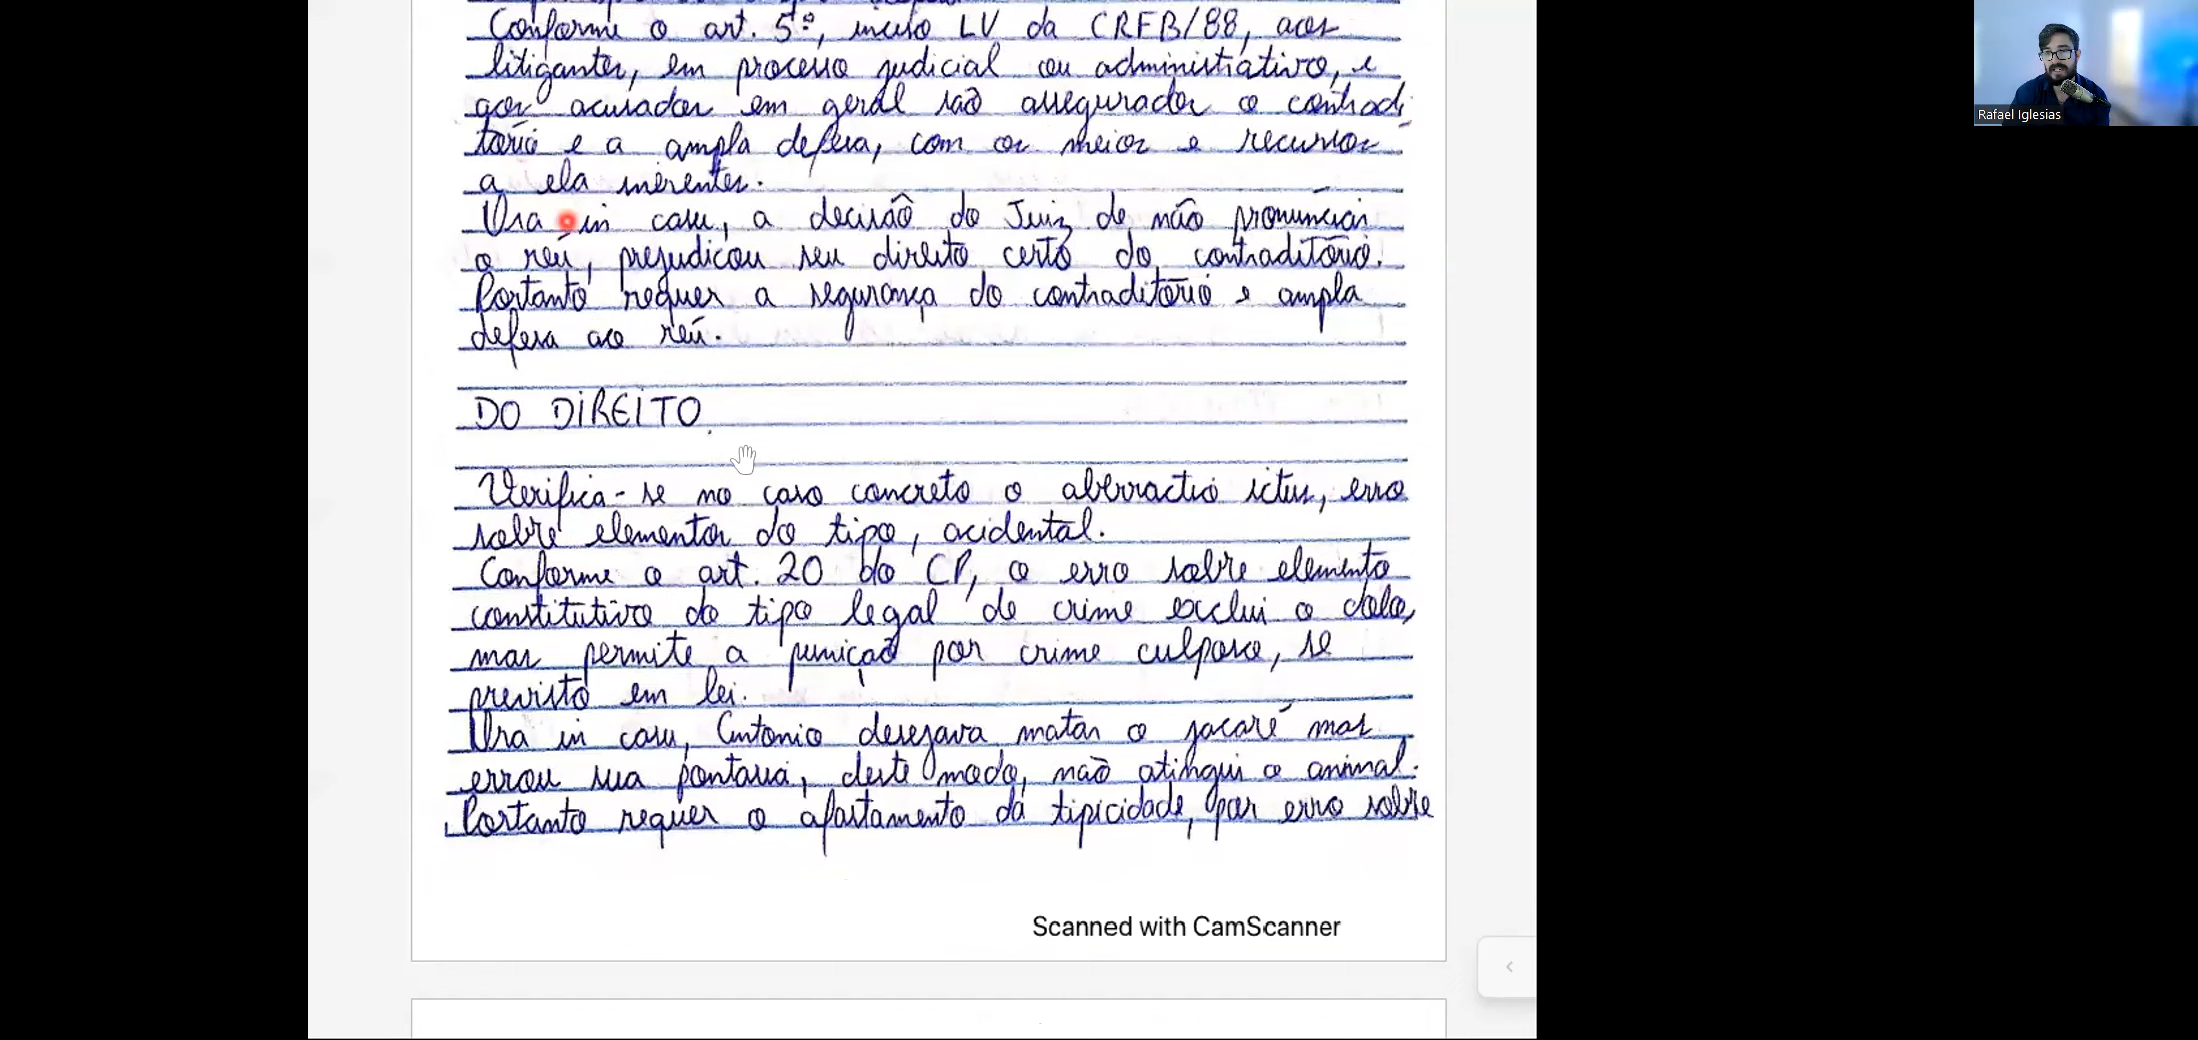 Conforme o art. 5º, inciso LV da CRFB/88, aos
litigantes, em processo judicial ou administrativo, e
aos acusados em geral são assegurados o contradi
tório e a ampla defesa, com os meios e recursos
a ela inerentes.
Ora in casu, a decisão do Juiz de não pronunciar
o réu, prejudicou seu direito certo do contraditório.
Portanto requer a segurança do contraditório e ampla
defesa ao réu.
DO DIREITO
Verifica-se no caso concreto o aberractio ictus, erro
sobre elementos do tipo, acidental.
Conforme o art. 20 do CP, o erro sobre elemento
constitutivo do tipo legal de crime exclui o dolo,
mas permite a punição por crime culposo, se
previsto em lei.
Ora in casu, Antonio desejava matar o jacaré mas
errou sua pontaria, deste modo, não atingui o animal.
Portanto requer o afastamento da tipicidade, por erro sobre
Scanned with CamScanner
Rafael Iglesias